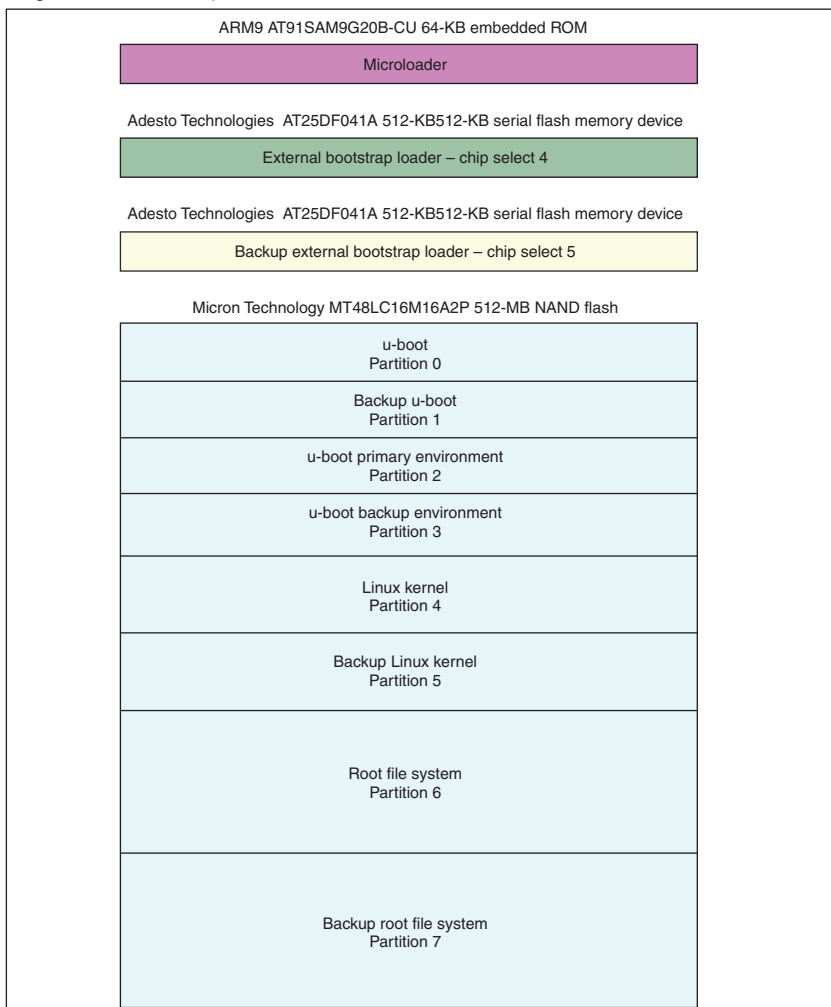 ARM9 AT91SAM9G20B-CU 64-KB embedded ROM
Microloader
Adesto Technologies AT25DF041A 512-KB512-KB serial flash memory device
External bootstrap loader – chip select 4
Adesto Technologies AT25DF041A 512-KB512-KB serial flash memory device
Backup external bootstrap loader – chip select 5
Micron Technology MT48LC16M16A2P 512-MB NAND flash
u-boot
Partition 0
Backup u-boot
Partition 1
u-boot primary environment
Partition 2
u-boot backup environment
Partition 3
Linux kernel
Partition 4
Backup Linux kernel
Partition 5
Root file system
Partition 6
Backup root file system
Partition 7